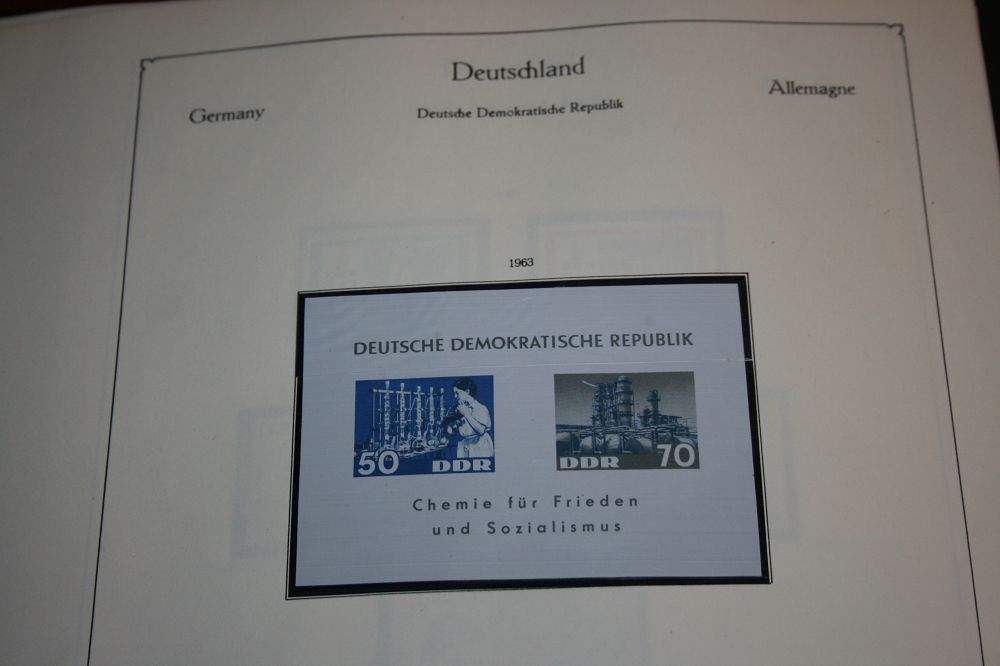 Deutschland
Germany
Deutsche Demokratische Republik
Allemagne
1963
DEUTSCHE DEMOKRATISCHE REPUBLIK
50 DDR
DDR 70
Chemie für Frieden
und Sozialismus